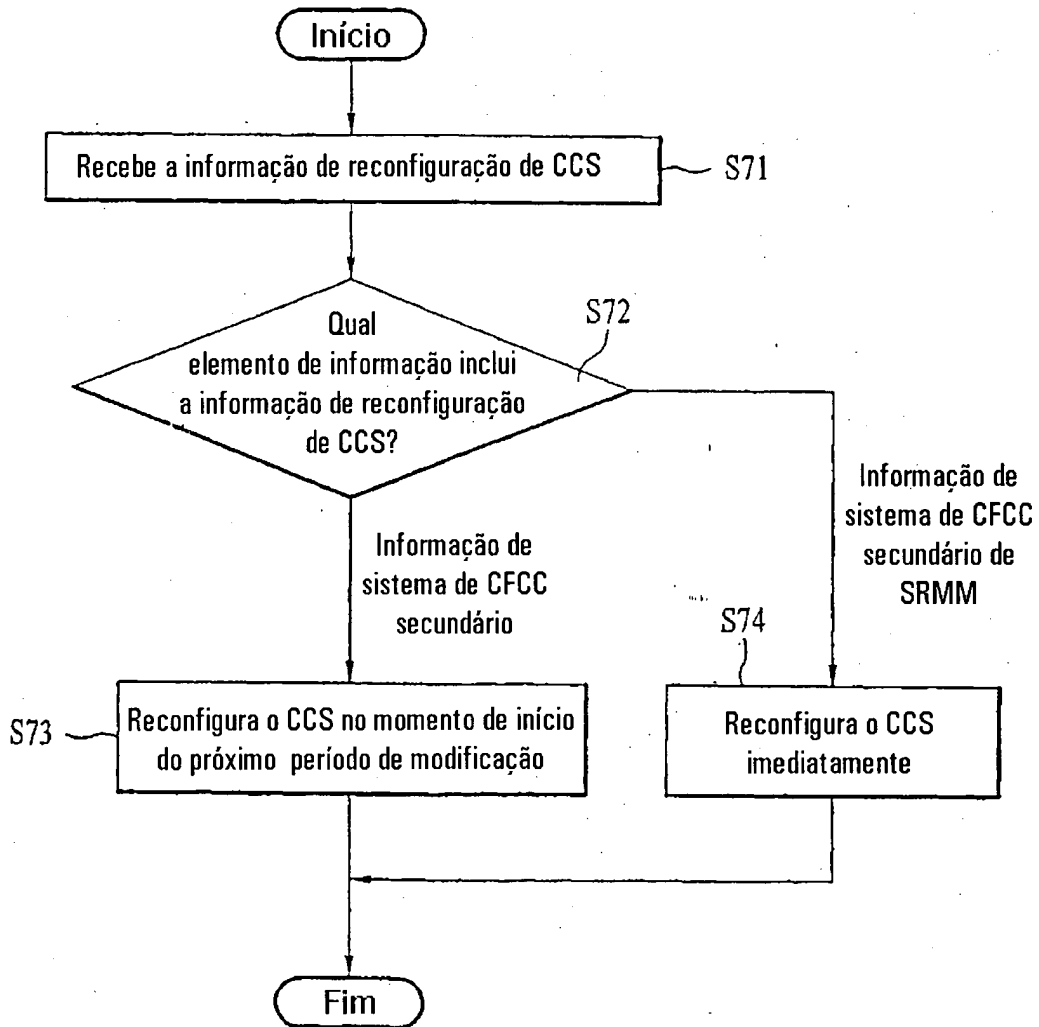 Início
Recebe a informação de reconfiguração de CCS
S71
Qual
elemento de informação inclui
a informação de reconfiguração
de CCS?
S72
Informação de
sistema de CFCC
secundário
Informação de
sistema de CFCC
secundário de
SRMM
S73
Reconfigura o CCS no momento de início
do próximo período de modificação
S74
Reconfigura o CCS
imediatamente
Fim